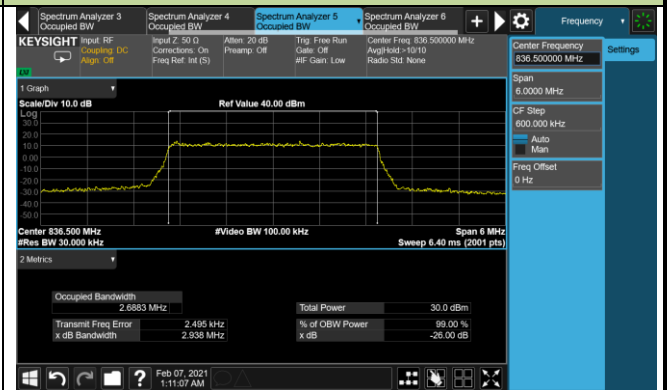 Spectrum Analyzer 3
Occupied BW
Spectrum Analyzer 4
Occupied BW
Spectrum Analyzer 5
Occupied BW
Spectrum Analyzer 6
Occupied BW
+
Frequency
KEYSIGHT
Input: RF
Coupling: DC
Align: Off
Input Z: 50 Ω
Corrections: On
Freq Ref: Int (S)
Atten: 20 dB
Preamp: Off
Trig: Free Run
Gate: Off
#IF Gain: Low
Center Freq: 836.500000 MHz
Avg|Hold:>10/10
Radio Std: None
LXI
Center Frequency
836.500000 MHz
Settings
Span
6.0000 MHz
CF Step
600.000 kHz
Auto
Man
Freq Offset
0 Hz
1 Graph
Scale/Div 10.0 dB
Ref Value 40.00 dBm
Log
30.0
20.0
10.0
0.00
-10.0
-20.0
-30.0
-40.0
-50.0
Center 836.500 MHz
#Video BW 100.00 kHz
Span 6 MHz
#Res BW 30.000 kHz
Sweep 6.40 ms (2001 pts)
2 Metrics
Occupied Bandwidth
2.6883 MHz
Total Power
30.0 dBm
Transmit Freq Error
2.495 kHz
% of OBW Power
99.00 %
x dB Bandwidth
2.938 MHz
x dB
-26.00 dB
?
Feb 07, 2021
1:11:07 AM